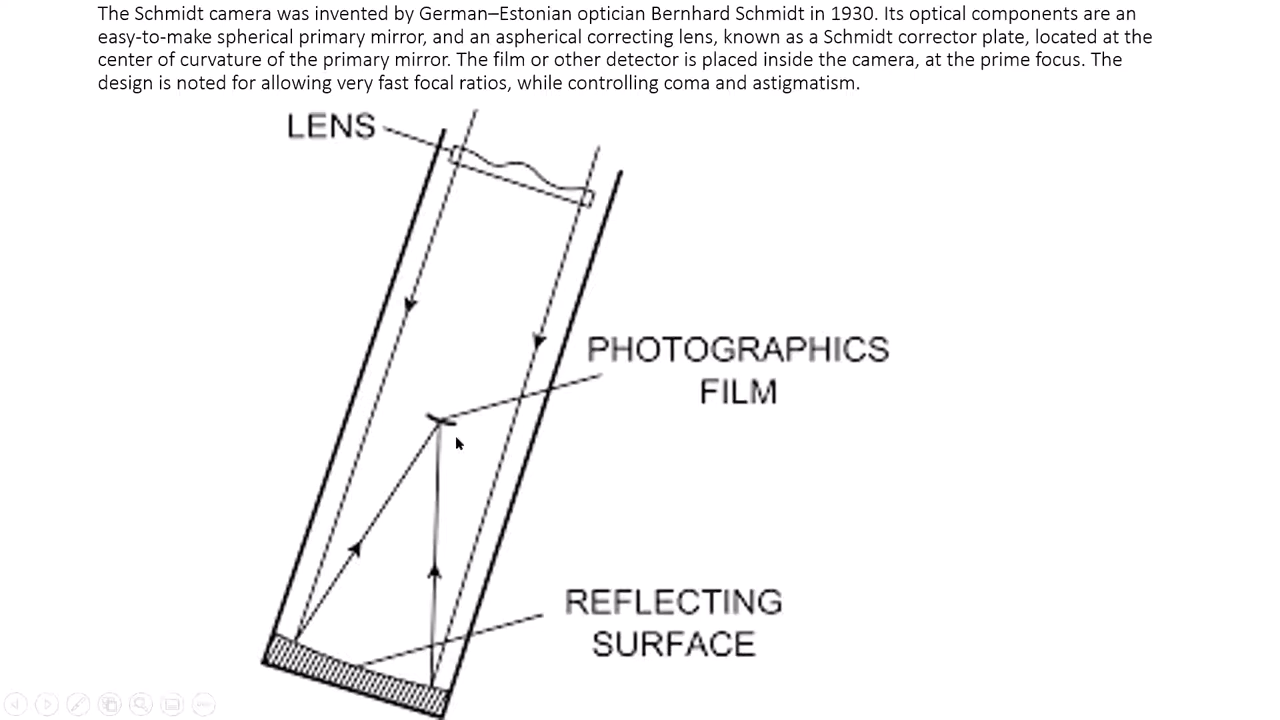 The Schmidt camera was invented by German–Estonian optician Bernhard Schmidt in 1930. Its optical components are an
easy-to-make spherical primary mirror, and an aspherical correcting lens, known as a Schmidt corrector plate, located at the
center of curvature of the primary mirror. The film or other detector is placed inside the camera, at the prime focus. The
design is noted for allowing very fast focal ratios, while controlling coma and astigmatism.
LENS
PHOTOGRAPHICS
FILM
REFLECTING
SURFACE